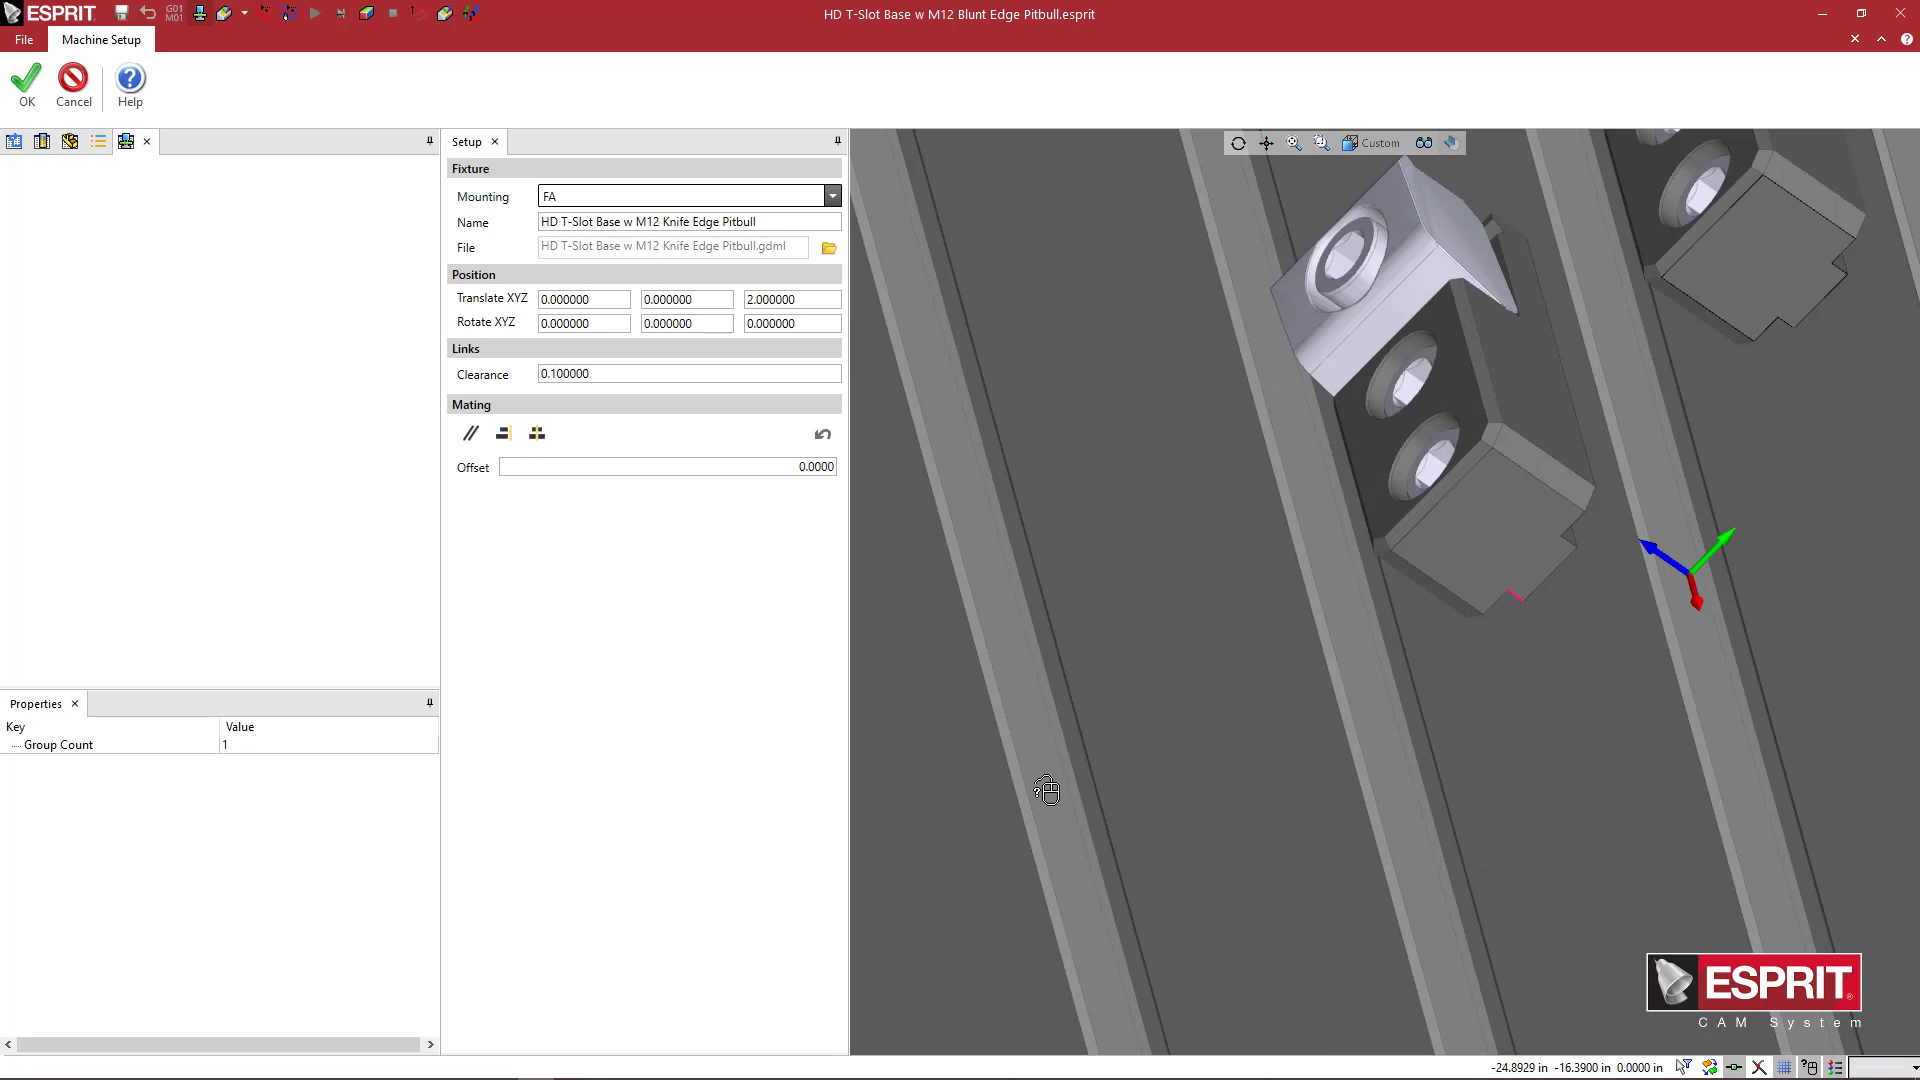 ESPRIT
G01
M01
HD T-Slot Base w M12 Blunt Edge Pitbull.esprit
File
Machine Setup
OK
Cancel
Help
Setup
Custom
Fixture
Mounting
FA
Name
HD T-Slot Base w M12 Knife Edge Pitbull
File
HD T-Slot Base w M12 Knife Edge Pitbull.gdml
Position
Translate XYZ
0.000000
0.000000
2.000000
Rotate XYZ
0.000000
0.000000
0.000000
Links
Clearance
0.100000
Mating
Offset
0.0000
Properties
Key
Value
Group Count
1
ESPRIT®
CAM System
-24.8929 in -16.3900 in 0.0000 in